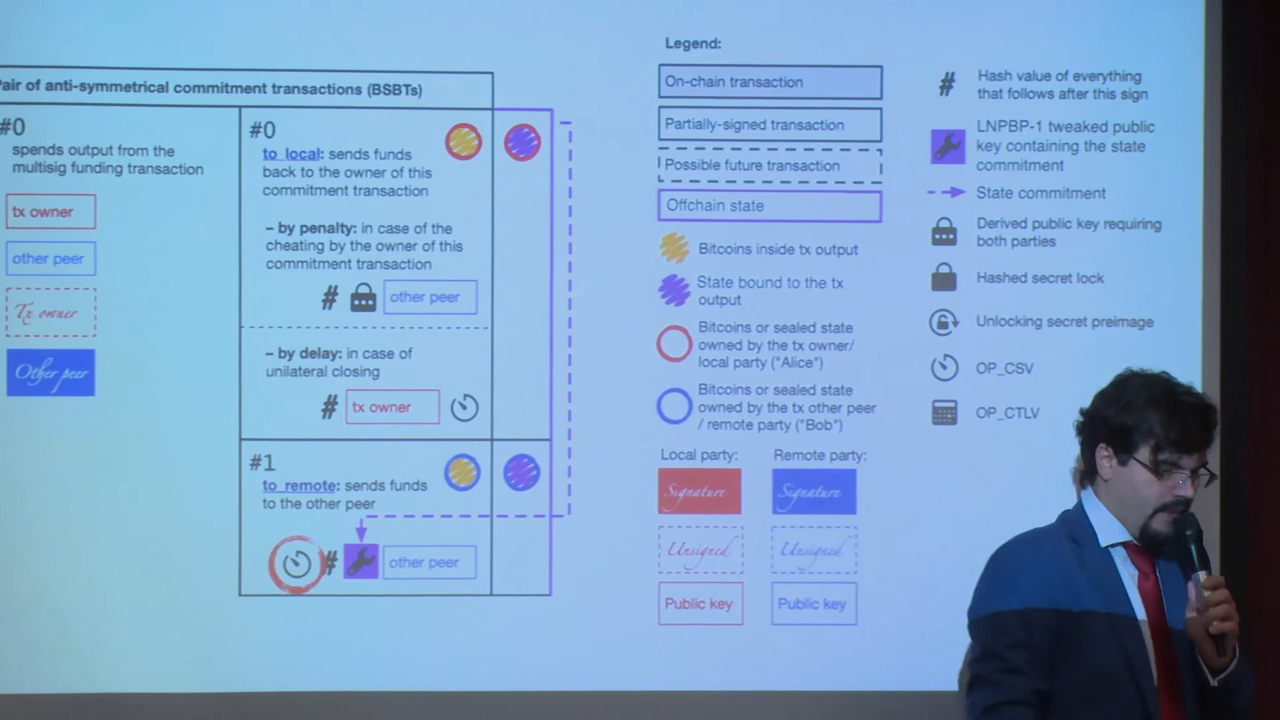 Pair of anti-symmetrical commitment transactions (BSBTs)
#0
spends output from the
multisig funding transaction
tx owner
other peer
Tx owner
Other peer
#0
to_local: sends funds
back to the owner of this
commitment transaction
– by penalty: in case of the
cheating by the owner of this
commitment transaction
# other peer
– by delay: in case of
unilateral closing
# tx owner
#1
to_remote: sends funds
to the other peer
# other peer
Legend:
On-chain transaction
Partially-signed transaction
Possible future transaction
Offchain state
Bitcoins inside tx output
State bound to the tx
output
Bitcoins or sealed state
owned by the tx owner/
local party ("Alice")
Bitcoins or sealed state
owned by the tx other peer
/ remote party ("Bob")
Local party:
Remote party:
Signature
Signature
Unsigned
Unsigned
Public key
Public key
# Hash value of everything
that follows after this sign
LNPBP-1 tweaked public
key containing the state
commitment
State commitment
Derived public key requiring
both parties
Hashed secret lock
Unlocking secret preimage
OP_CSV
OP_CTLV